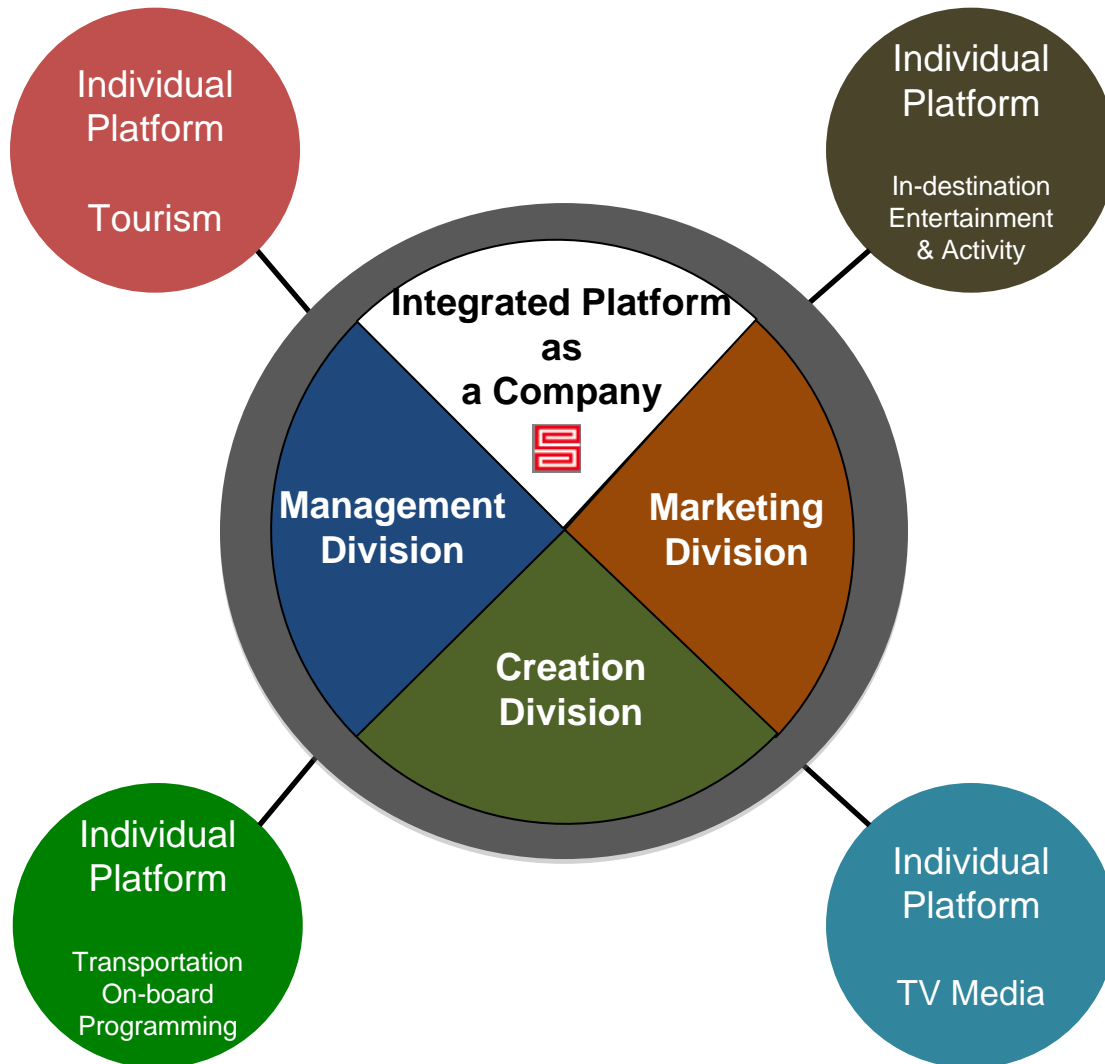 Individual
Platform
Tourism
Individual
Platform
In-destination
Entertainment
& Activity
Integrated Platform
as
a Company
Management
Division
Marketing
Division
Creation
Division
Individual
Platform
Transportation
On-board
Programming
Individual
Platform
TV Media